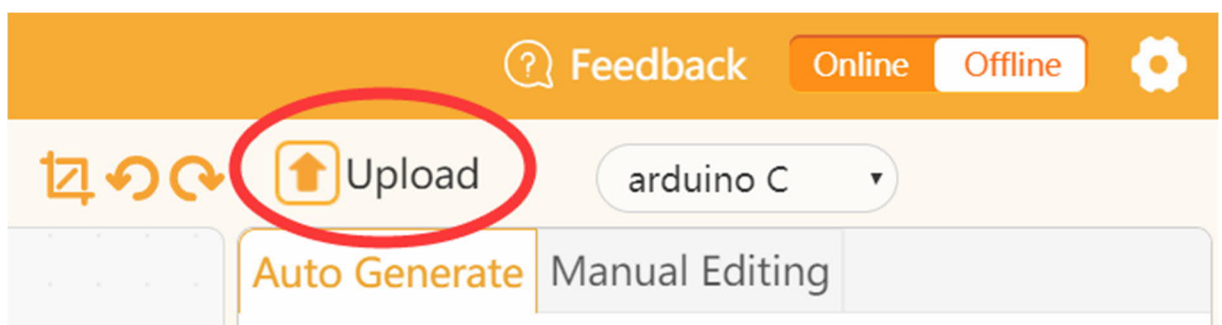 Feedback Online Offline
Upload arduino C
Auto Generate Manual Editing